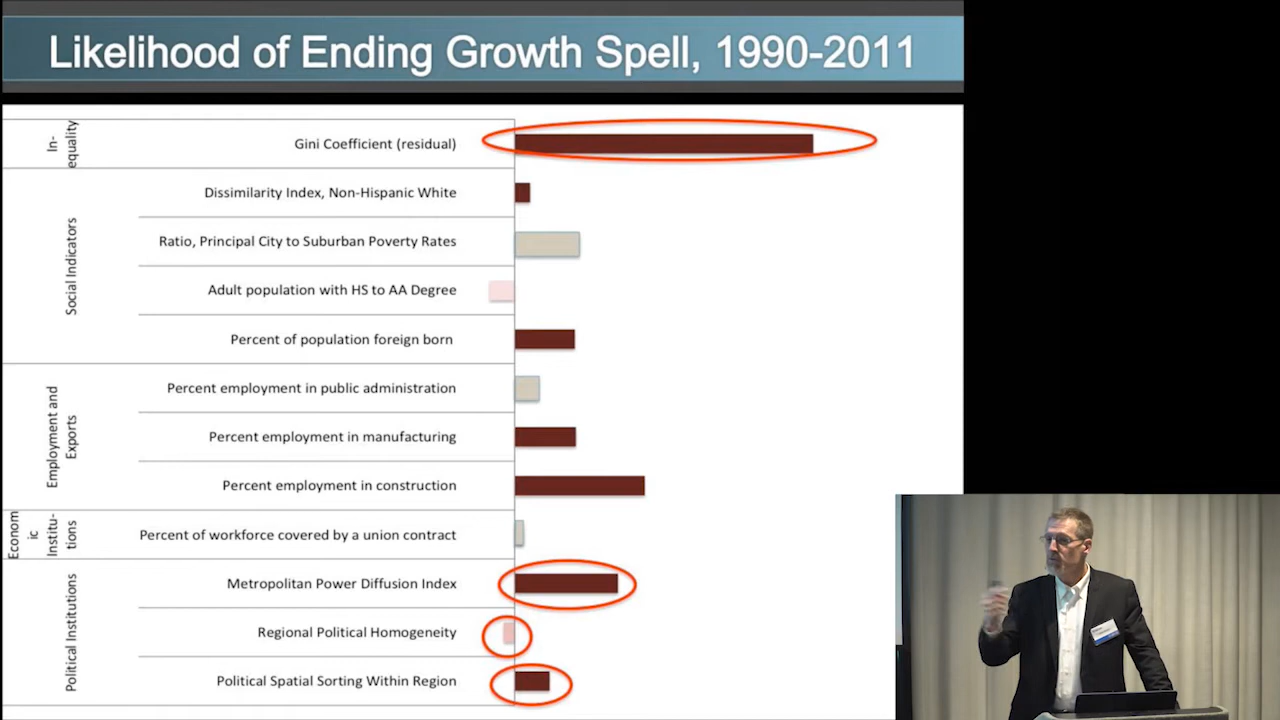 Likelihood of Ending Growth Spell, 1990-2011
In-
equality
Gini Coefficient (residual)
Social Indicators
Dissimilarity Index, Non-Hispanic White
Ratio, Principal City to Suburban Poverty Rates
Adult population with HS to AA Degree
Percent of population foreign born
Employment and
Exports
Percent employment in public administration
Percent employment in manufacturing
Percent employment in construction
Econom
ic
Institu-
tions
Percent of workforce covered by a union contract
Political Institutions
Metropolitan Power Diffusion Index
Regional Political Homogeneity
Political Spatial Sorting Within Region